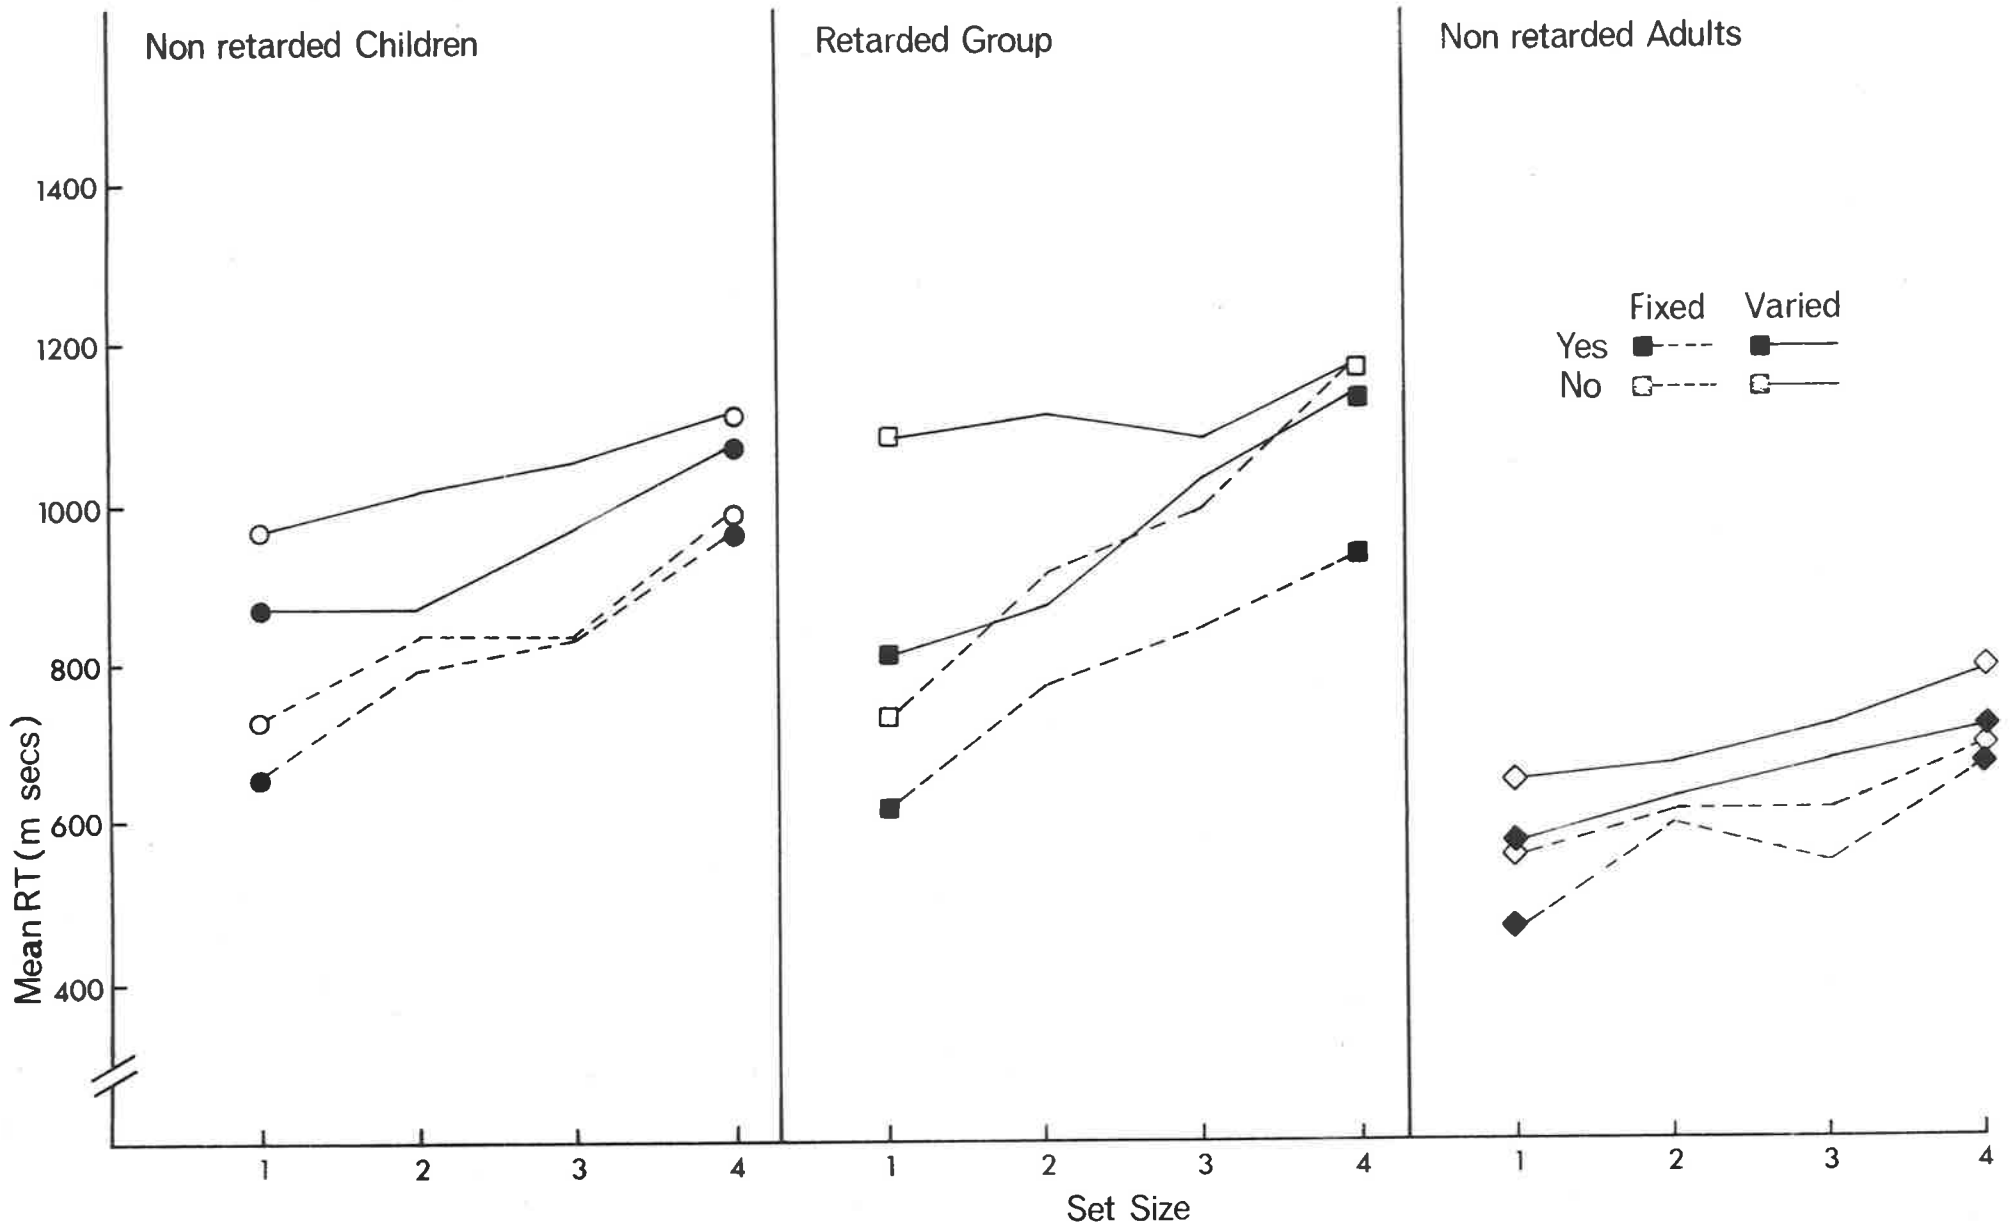 Non retarded Children
Retarded Group
Non retarded Adults
1400
1200
1000
800
600
400
Mean RT (m secs)
Fixed Varied
Yes
No
1 2 3 4
1 2 3 4
1 2 3 4
Set Size